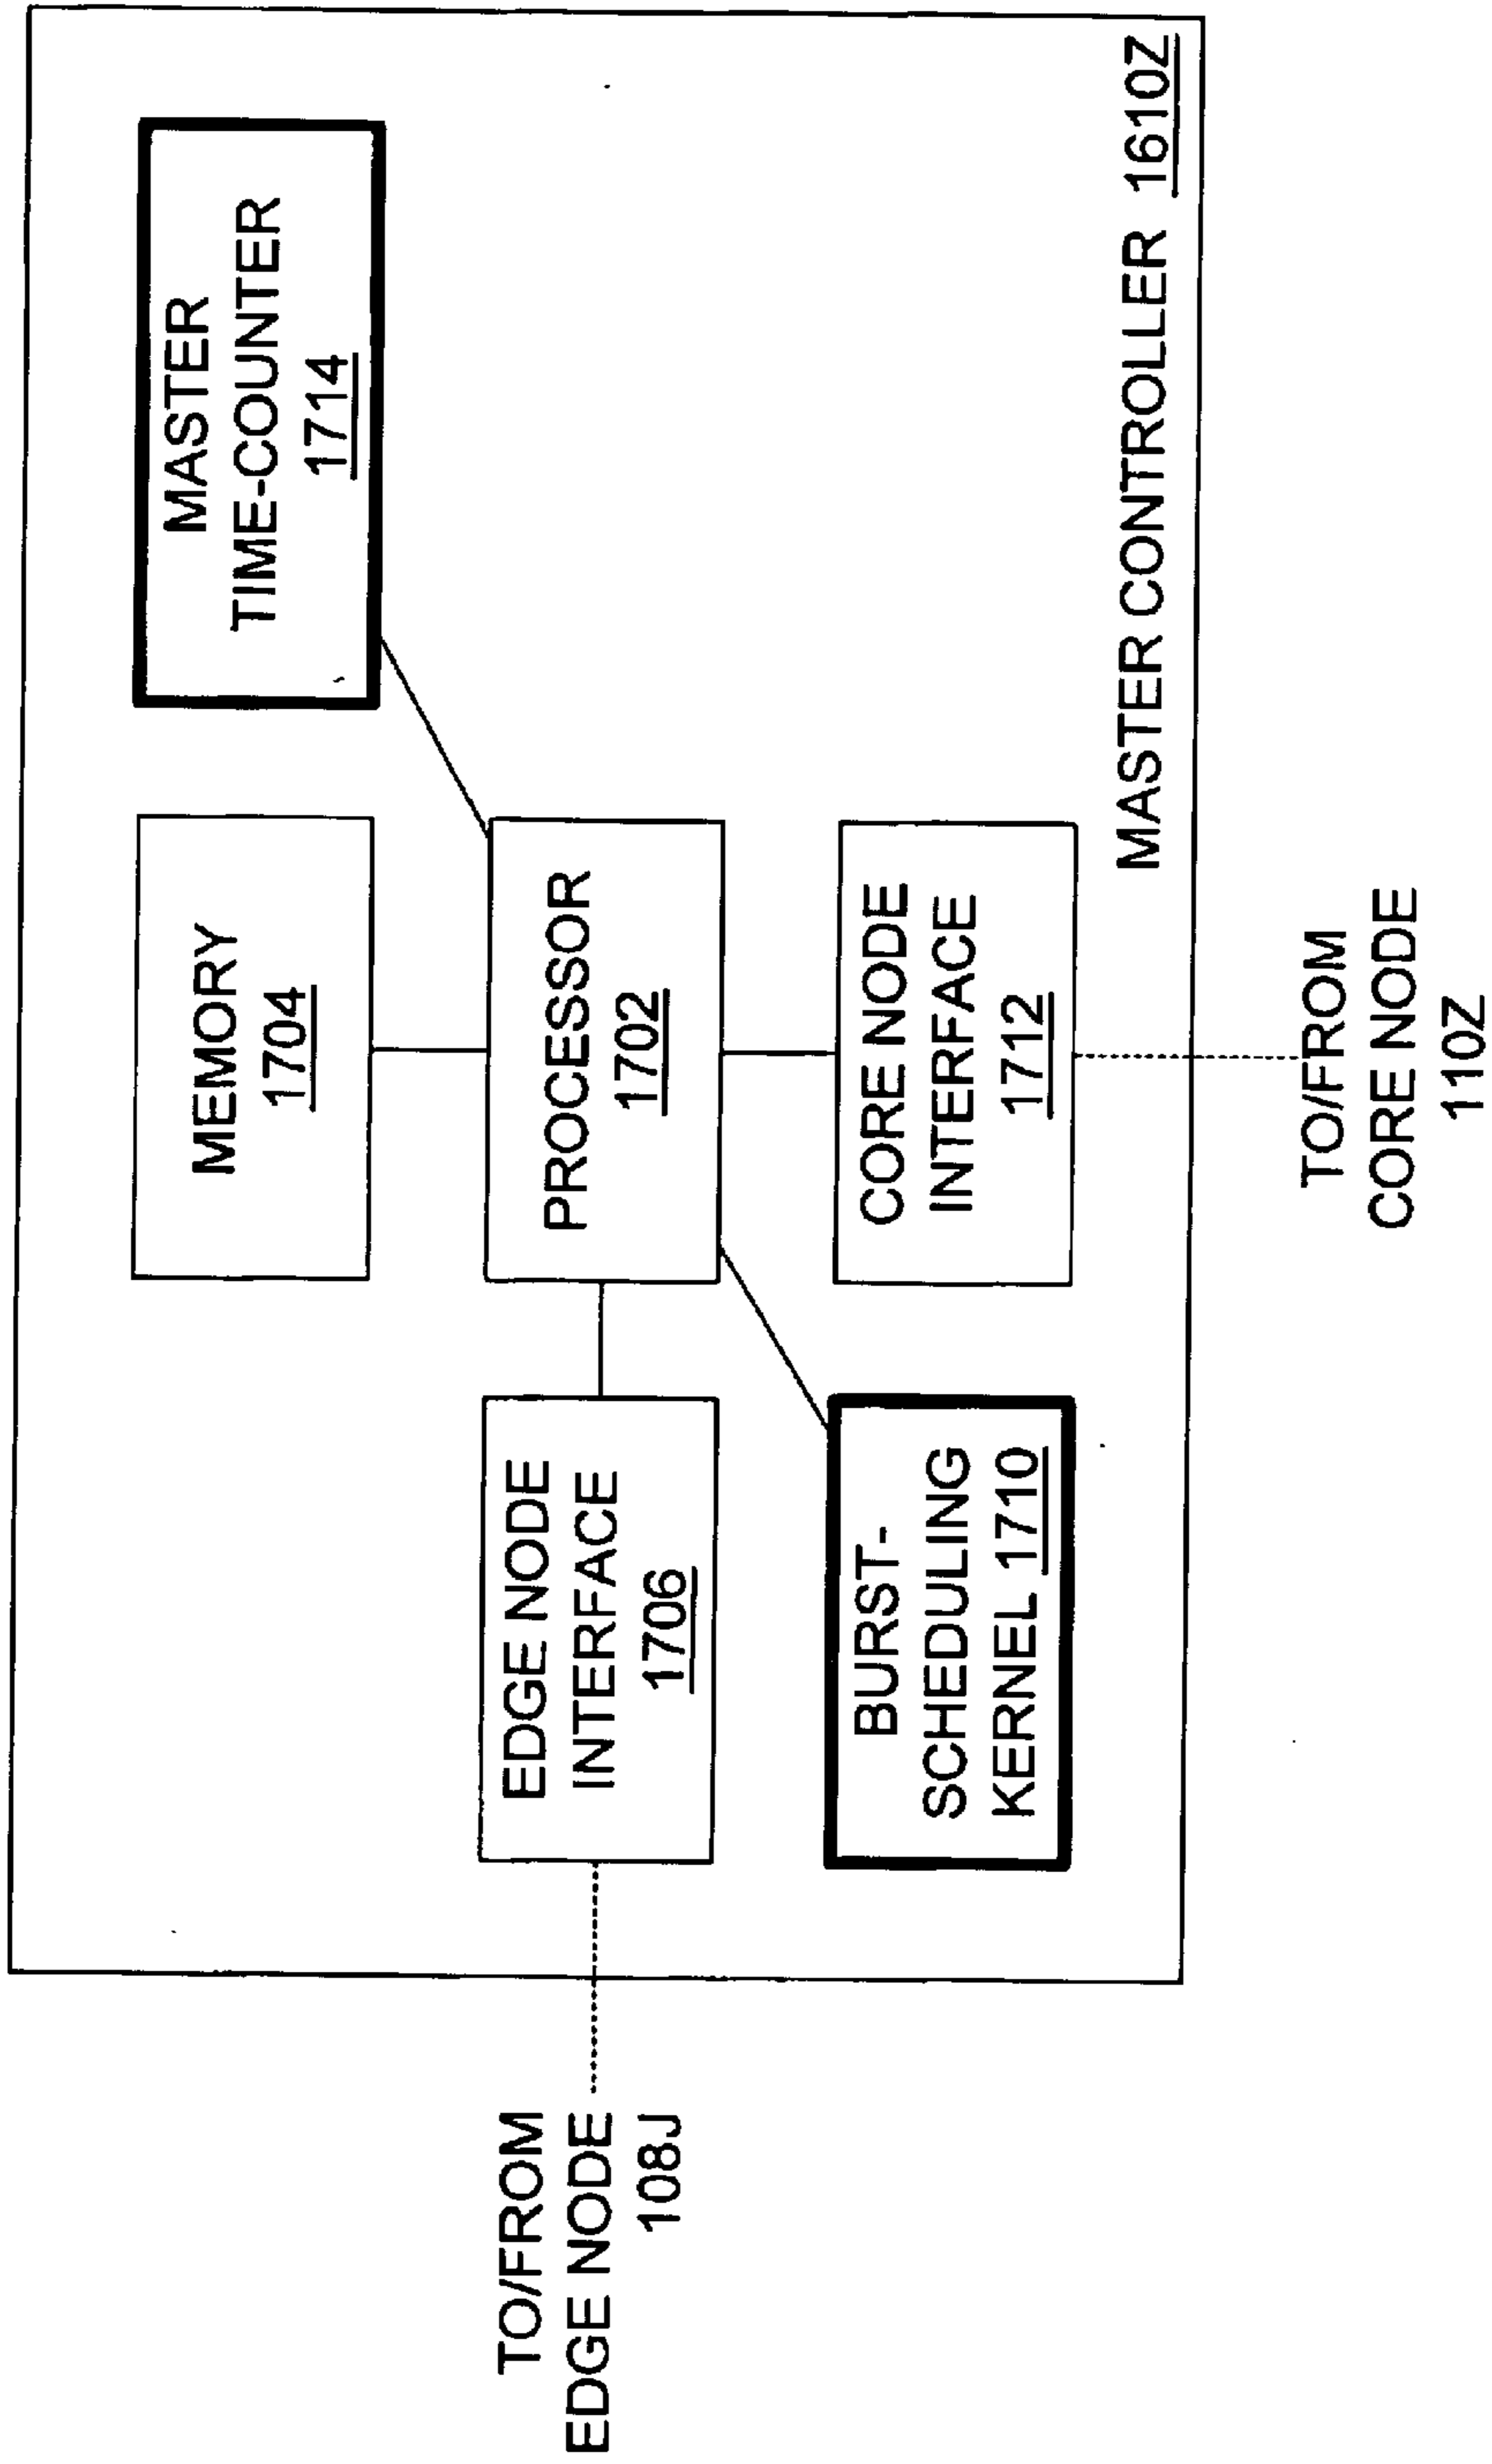 MEMORY
1704
MASTER
TIME-COUNTER
1714
TO/FROM
EDGE NODE
108J
EDGE NODE
INTERFACE
1706
PROCESSOR
1702
BURST-
SCHEDULING
KERNEL 1710
CORE NODE
INTERFACE
1712
MASTER CONTROLLER 1610Z
TO/FROM
CORE NODE
110Z